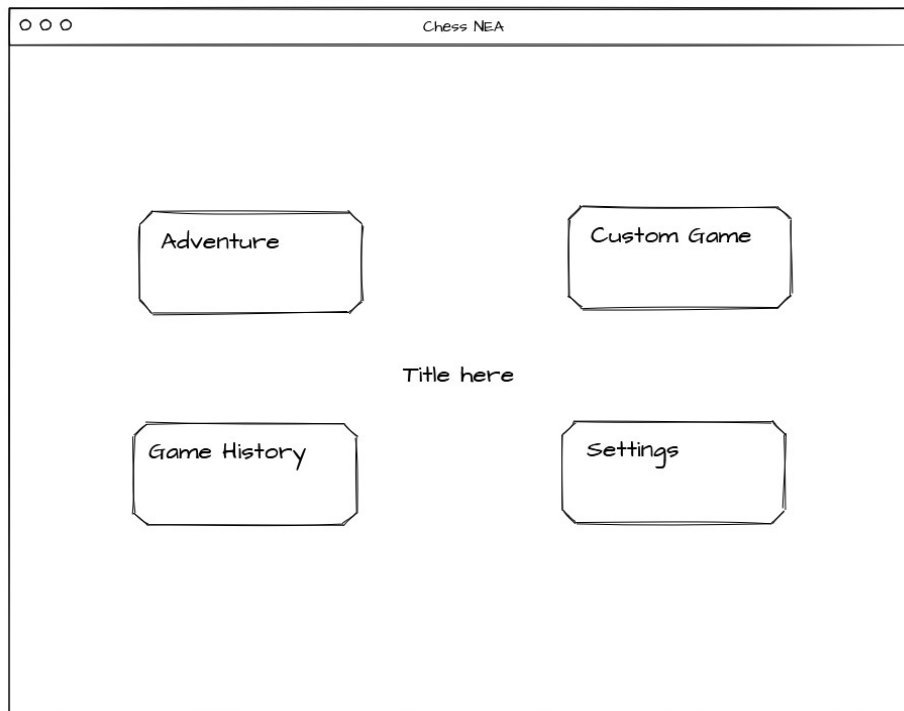 Chess NEA
Adventure
Custom Game
Title here
Game History
Settings